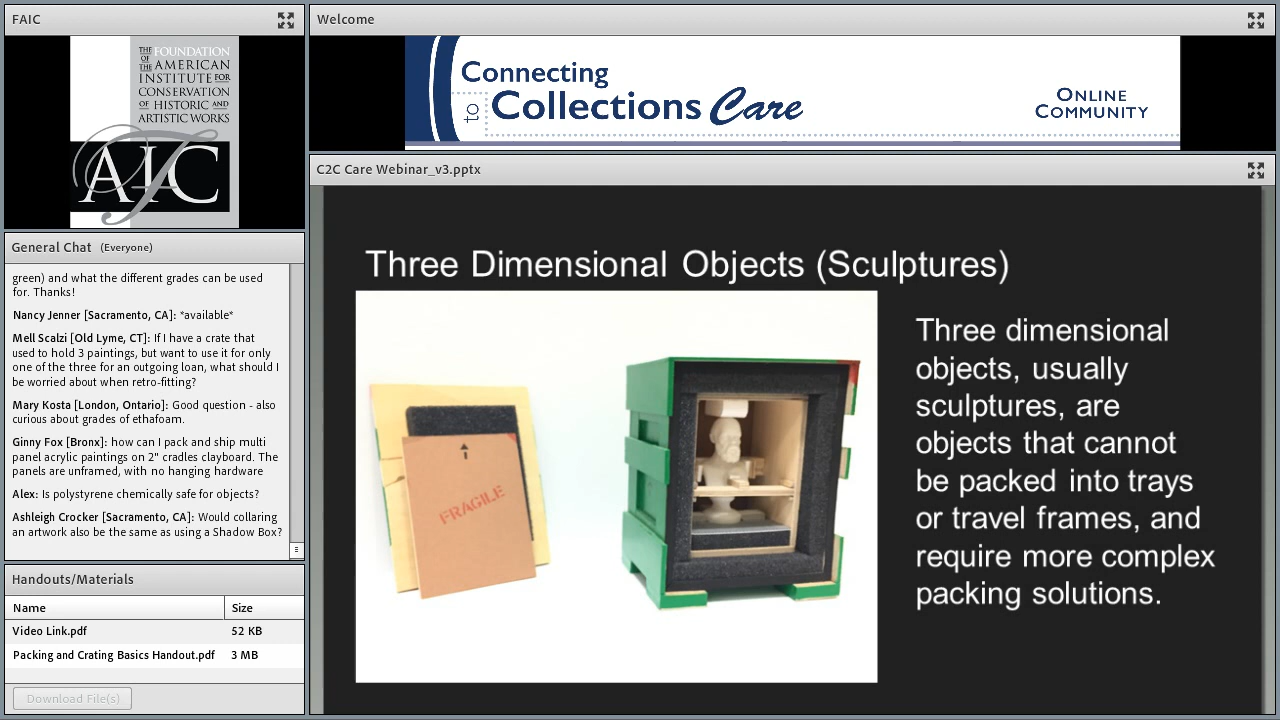 FAIC
THE FOUNDATION
OF THE AMERICAN
INSTITUTE FOR
CONSERVATION
OF HISTORIC AND
ARTISTIC WORKS
FAIC
Welcome
Connecting
to Collections Care
ONLINE
COMMUNITY
General Chat (Everyone)
green) and what the different grades can be used
for. Thanks!
Nancy Jenner [Sacramento, CA]: *available*
Mell Scalzi [Old Lyme, CT]: If I have a crate that
used to hold 3 paintings, but want to use it for only
one of the three for an outgoing loan, what should I
be worried about when retro-fitting?
Mary Kosta [London, Ontario]: Good question - also
curious about grades of ethafoam.
Ginny Fox [Bronx]: how can I pack and ship multi
panel acrylic paintings on 2" cradles clayboard. The
panels are unframed, with no hanging hardware
Alex: Is polystyrene chemically safe for objects?
Ashleigh Crocker [Sacramento, CA]: Would collaring
an artwork also be the same as using a Shadow Box?
Handouts/Materials
Name Size
Video Link.pdf 52 KB
Packing and Crating Basics Handout.pdf 3 MB
Download File(s)
C2C Care Webinar_v3.pptx
Three Dimensional Objects (Sculptures)
FRAGILE
Three dimensional
objects, usually
sculptures, are
objects that cannot
be packed into trays
or travel frames, and
require more complex
packing solutions.